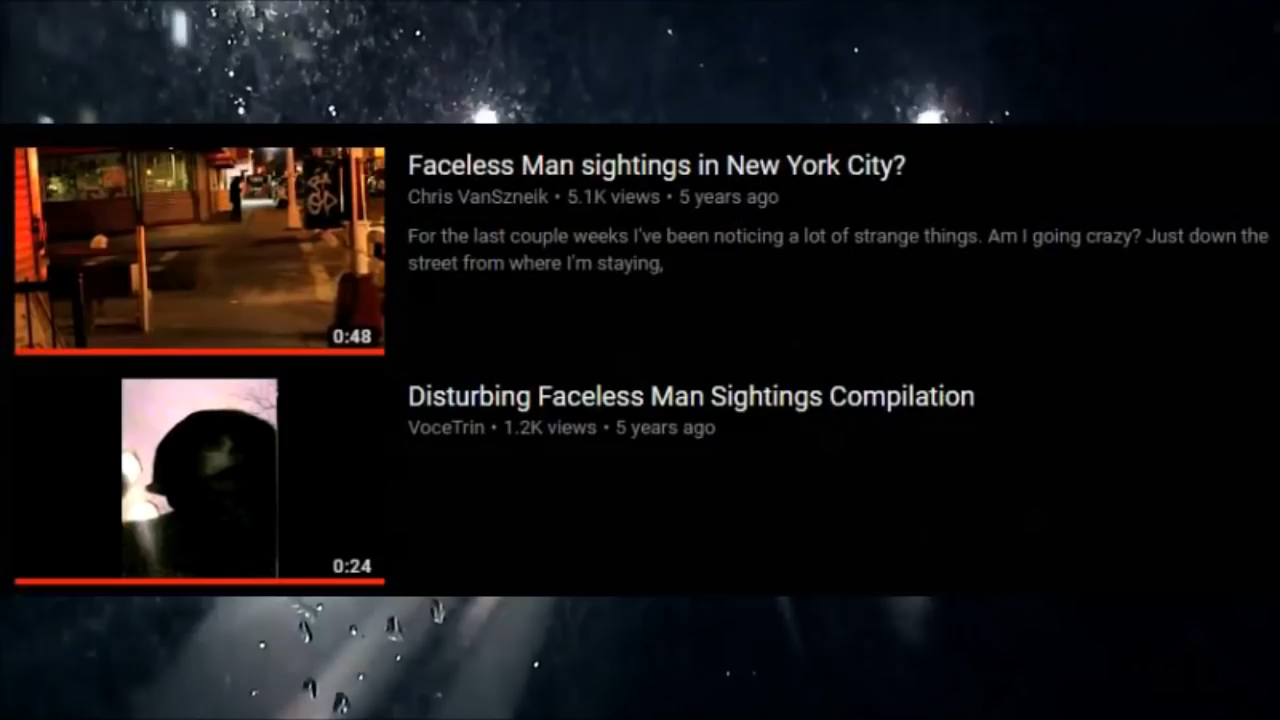 Faceless Man sightings in New York City?
Chris VanSzneik • 5.1K views • 5 years ago
For the last couple weeks I've been noticing a lot of strange things. Am I going crazy? Just down the
street from where I'm staying,
0:48
Disturbing Faceless Man Sightings Compilation
VoceTrin • 1.2K views • 5 years ago
0:24